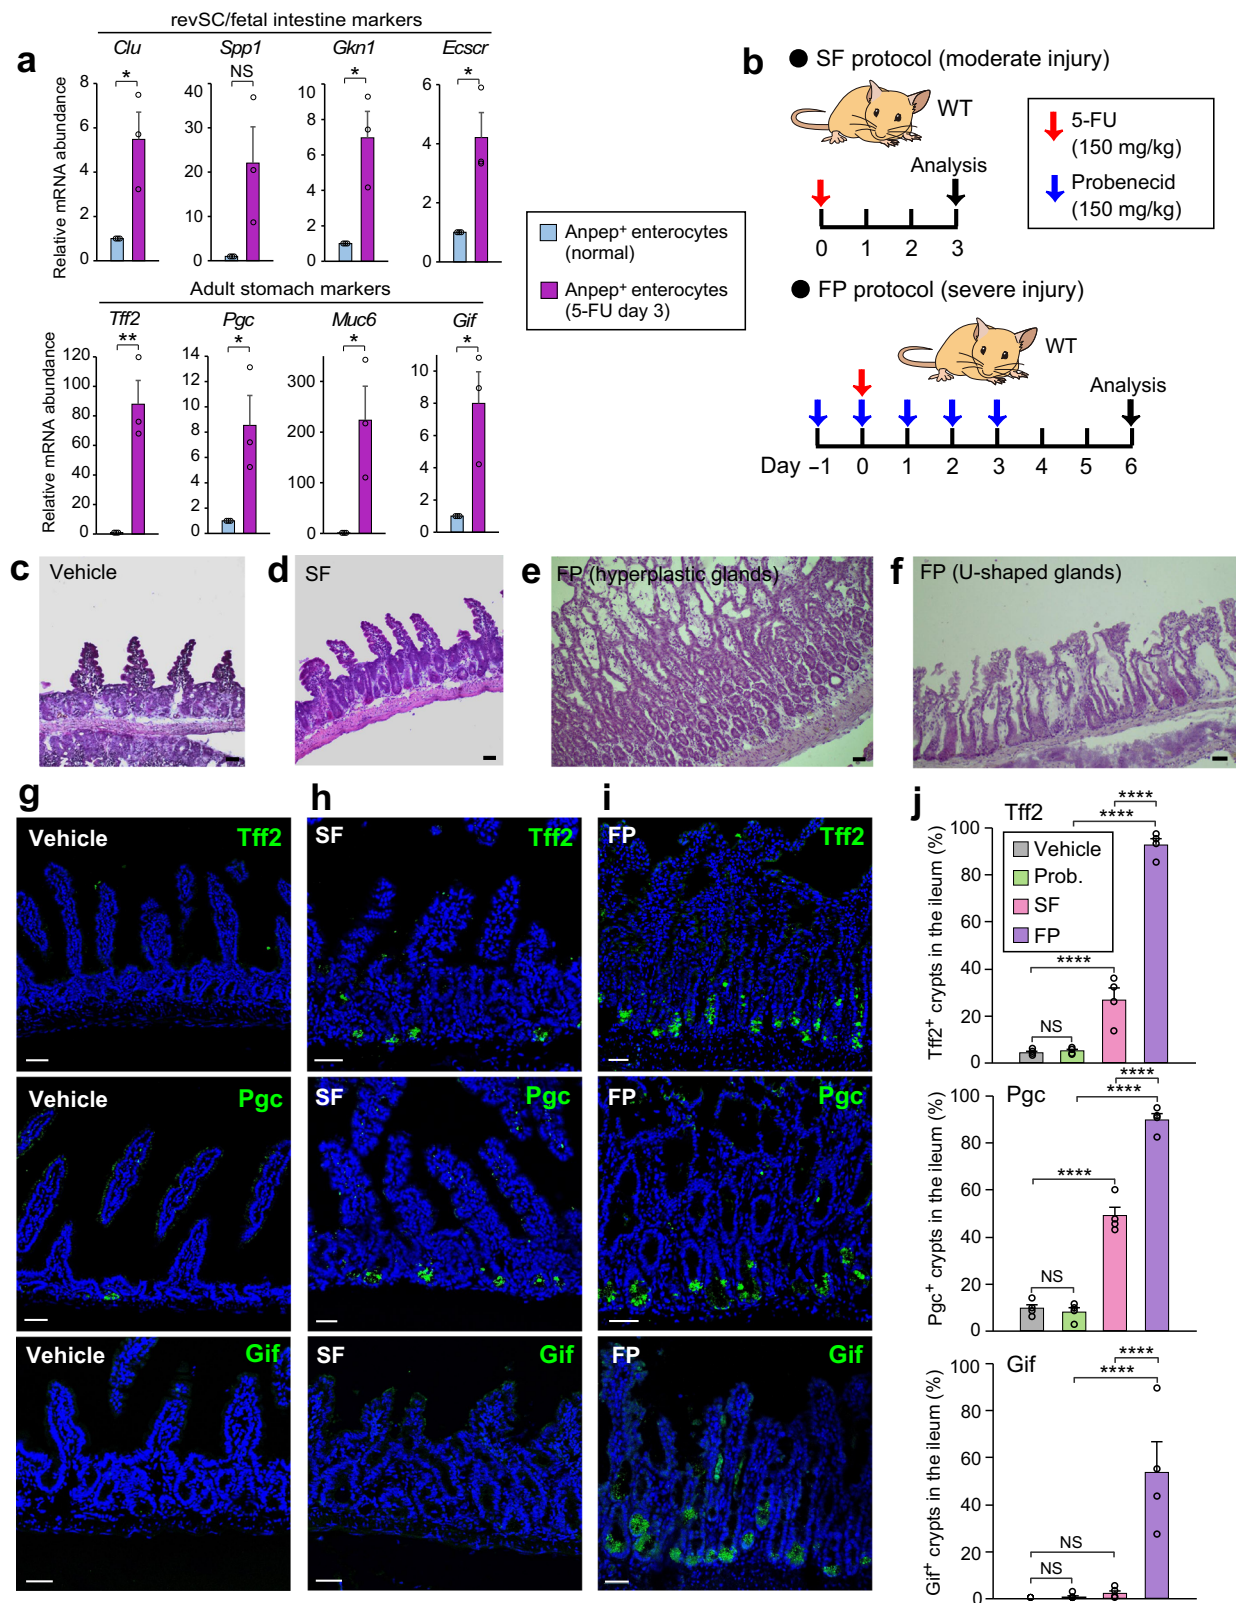 a
revSC/fetal intestine markers
Clu
Spp1
Gkn1
Ecscr
Relative mRNA abundance
8
6
4
2
0
*
40
30
20
10
0
NS
10
8
6
4
2
0
*
6
4
2
0
*
Adult stomach markers
Tff2
Pgc
Muc6
Gif
Relative mRNA abundance
120
100
80
60
40
20
0
**
14
12
10
8
6
4
2
0
*
300
200
100
0
*
10
8
6
4
2
0
*
Anpep+ enterocytes
(normal)
Anpep+ enterocytes
(5-FU day 3)
b
SF protocol (moderate injury)
WT
Analysis
0 1 2 3
5-FU
(150 mg/kg)
Probenecid
(150 mg/kg)
FP protocol (severe injury)
WT
Analysis
Day –1 0 1 2 3 4 5 6
c
Vehicle
d
SF
e
FP (hyperplastic glands)
f
FP (U-shaped glands)
g
Vehicle Tff2
Vehicle Pgc
Vehicle Gif
h
SF Tff2
SF Pgc
SF Gif
i
FP Tff2
FP Pgc
FP Gif
j
Tff2
****
****
****
NS
Vehicle
Prob.
SF
FP
Tff2+ crypts in the ileum (%)
100
80
60
40
20
0
Pgc
****
****
****
NS
Pgc+ crypts in the ileum (%)
100
80
60
40
20
0
Gif
****
****
NS
NS
Gif+ crypts in the ileum (%)
100
80
60
40
20
0